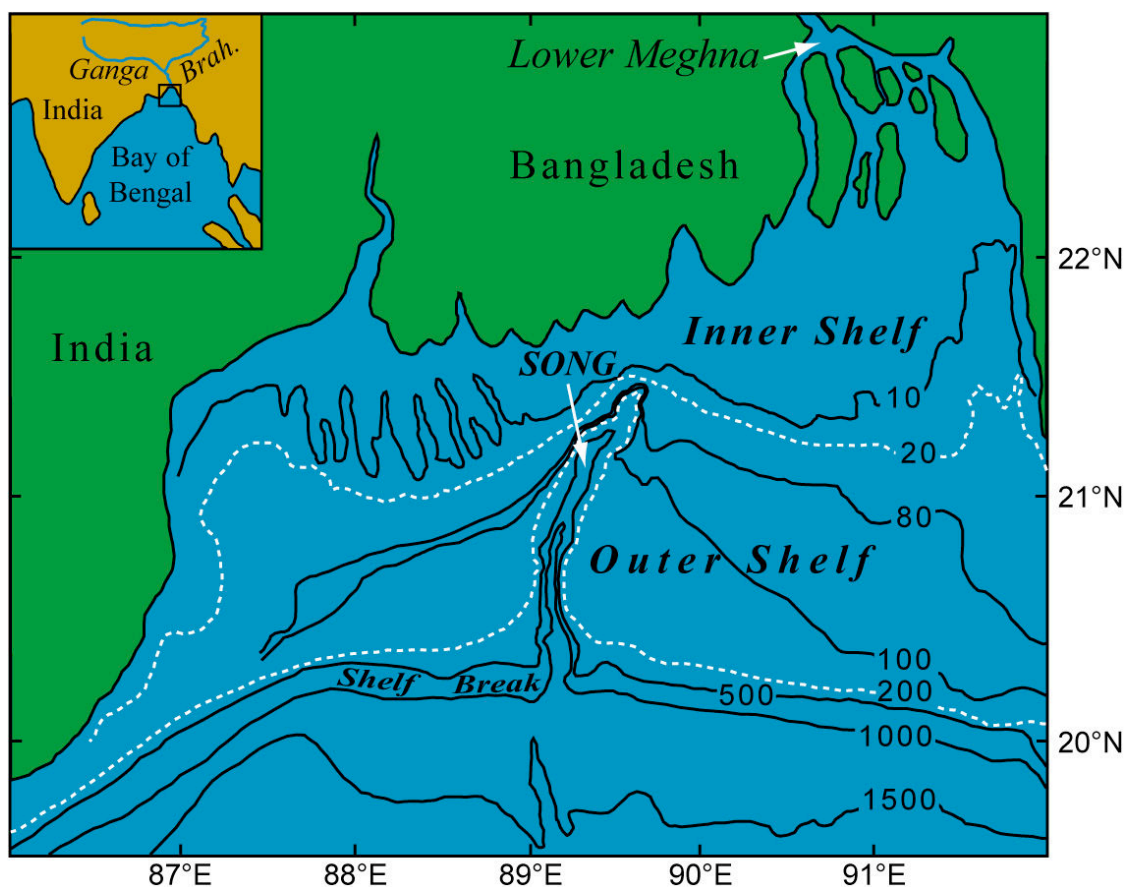 Ganga
Brah.
India
Bay of
Bengal
Lower Meghna
Bangladesh
22°N
India
Inner Shelf
SONG
10
20
21°N
80
Outer Shelf
100
Shelf Break
500
200
20°N
1000
1500
87°E
88°E
89°E
90°E
91°E